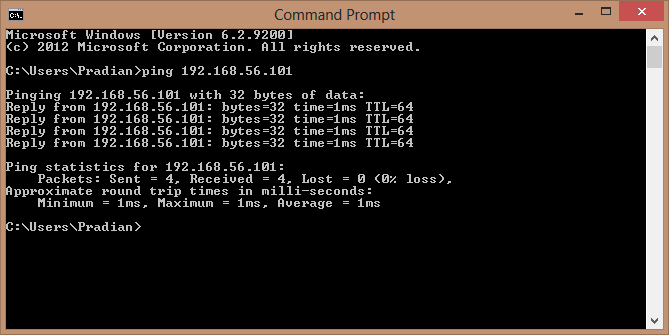 Command Prompt
Microsoft Windows [Version 6.2.9200]
(c) 2012 Microsoft Corporation. All rights reserved.
C:\Users\Pradian>ping 192.168.56.101
Pinging 192.168.56.101 with 32 bytes of data:
Reply from 192.168.56.101: bytes=32 time=1ms TTL=64
Reply from 192.168.56.101: bytes=32 time=1ms TTL=64
Reply from 192.168.56.101: bytes=32 time=1ms TTL=64
Reply from 192.168.56.101: bytes=32 time=1ms TTL=64
Ping statistics for 192.168.56.101:
    Packets: Sent = 4, Received = 4, Lost = 0 (0% loss),
Approximate round trip times in milli-seconds:
    Minimum = 1ms, Maximum = 1ms, Average = 1ms
C:\Users\Pradian>